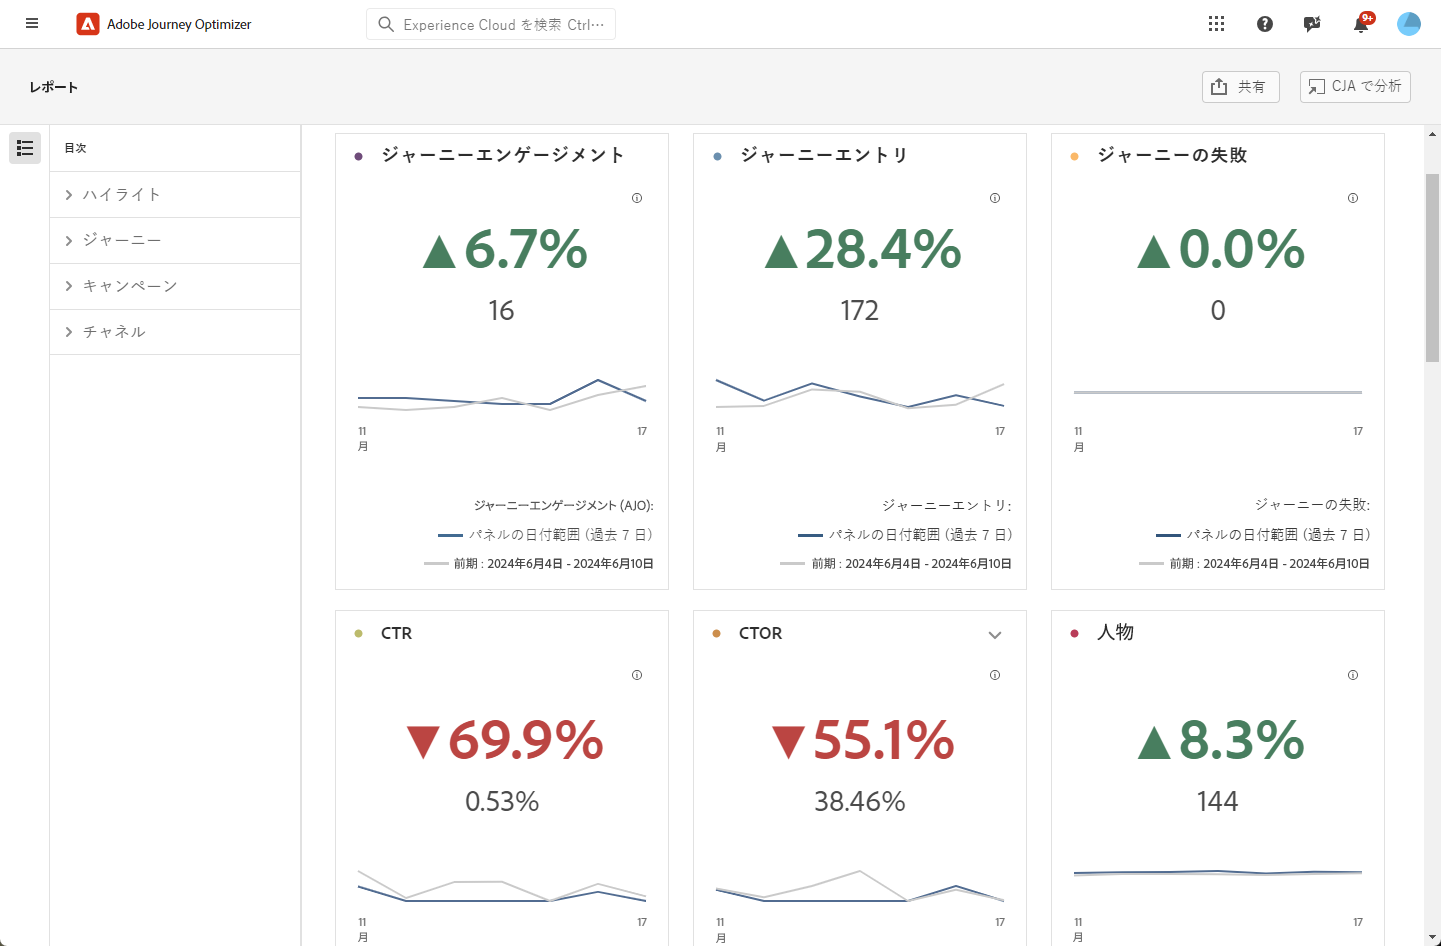 Adobe Journey Optimizer
Experience Cloud を検索 Ctrl⋯
9+
レポート
共有
CJA で分析
目次
ハイライト
ジャーニー
キャンペーン
チャネル
ジャーニーエンゲージメント
▲6.7%
16
11
月
17
ジャーニーエンゲージメント (AJO):
パネルの日付範囲 (過去 7 日)
前期 : 2024年6月4日 - 2024年6月10日
ジャーニーエントリ
▲28.4%
172
11
月
17
ジャーニーエントリ:
パネルの日付範囲 (過去 7 日)
前期 : 2024年6月4日 - 2024年6月10日
ジャーニーの失敗
▲0.0%
0
11
月
17
ジャーニーの失敗:
パネルの日付範囲 (過去 7 日)
前期 : 2024年6月4日 - 2024年6月10日
CTR
▼69.9%
0.53%
11
月
17
CTOR
▼55.1%
38.46%
11
月
17
人物
▲8.3%
144
11
月
17